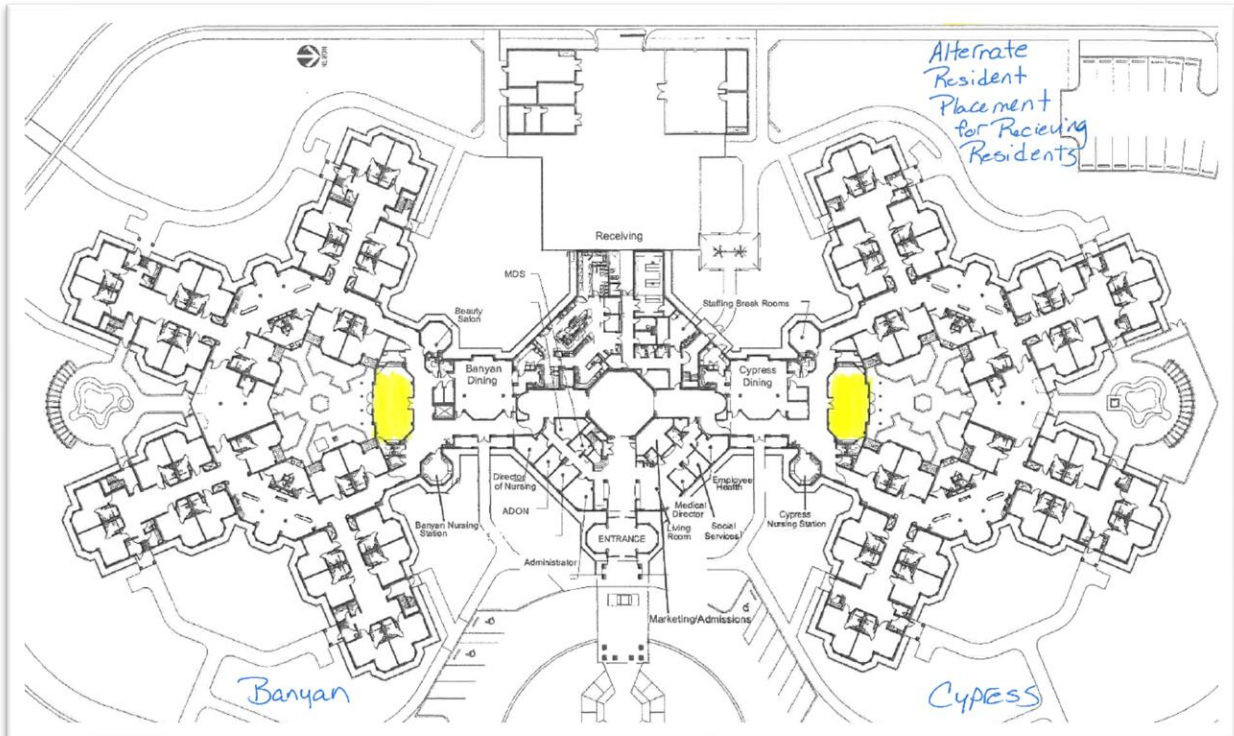 Alternate
Resident
Placement
for Recieving
Residents
Receiving
MDS
Staffing Break Rooms
Beauty
Salon
Banyan
Dining
Cypress
Dining
Director
of Nursing
ADON
Banyan Nursing
Station
Administrator
ENTRANCE
Living
Room
Medical
Director
Employee
Health
Social
Services
Cypress
Nursing Station
Marketing/Admissions
Banyan
Cypress